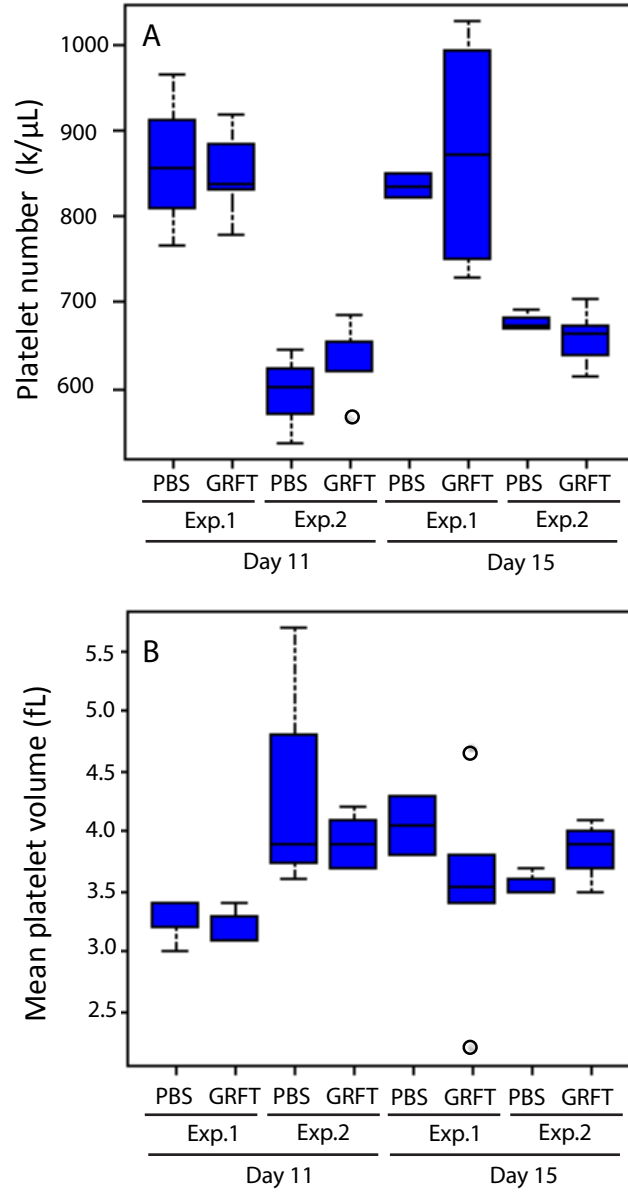 A
Platelet number (k/µL)
1000
900
800
700
600
PBS GRFT PBS GRFT PBS GRFT PBS GRFT
Exp.1 Exp.2 Exp.1 Exp.2
Day 11 Day 15
B
Mean platelet volume (fL)
5.5
5.0
4.5
4.0
3.5
3.0
2.5
PBS GRFT PBS GRFT PBS GRFT PBS GRFT
Exp.1 Exp.2 Exp.1 Exp.2
Day 11 Day 15